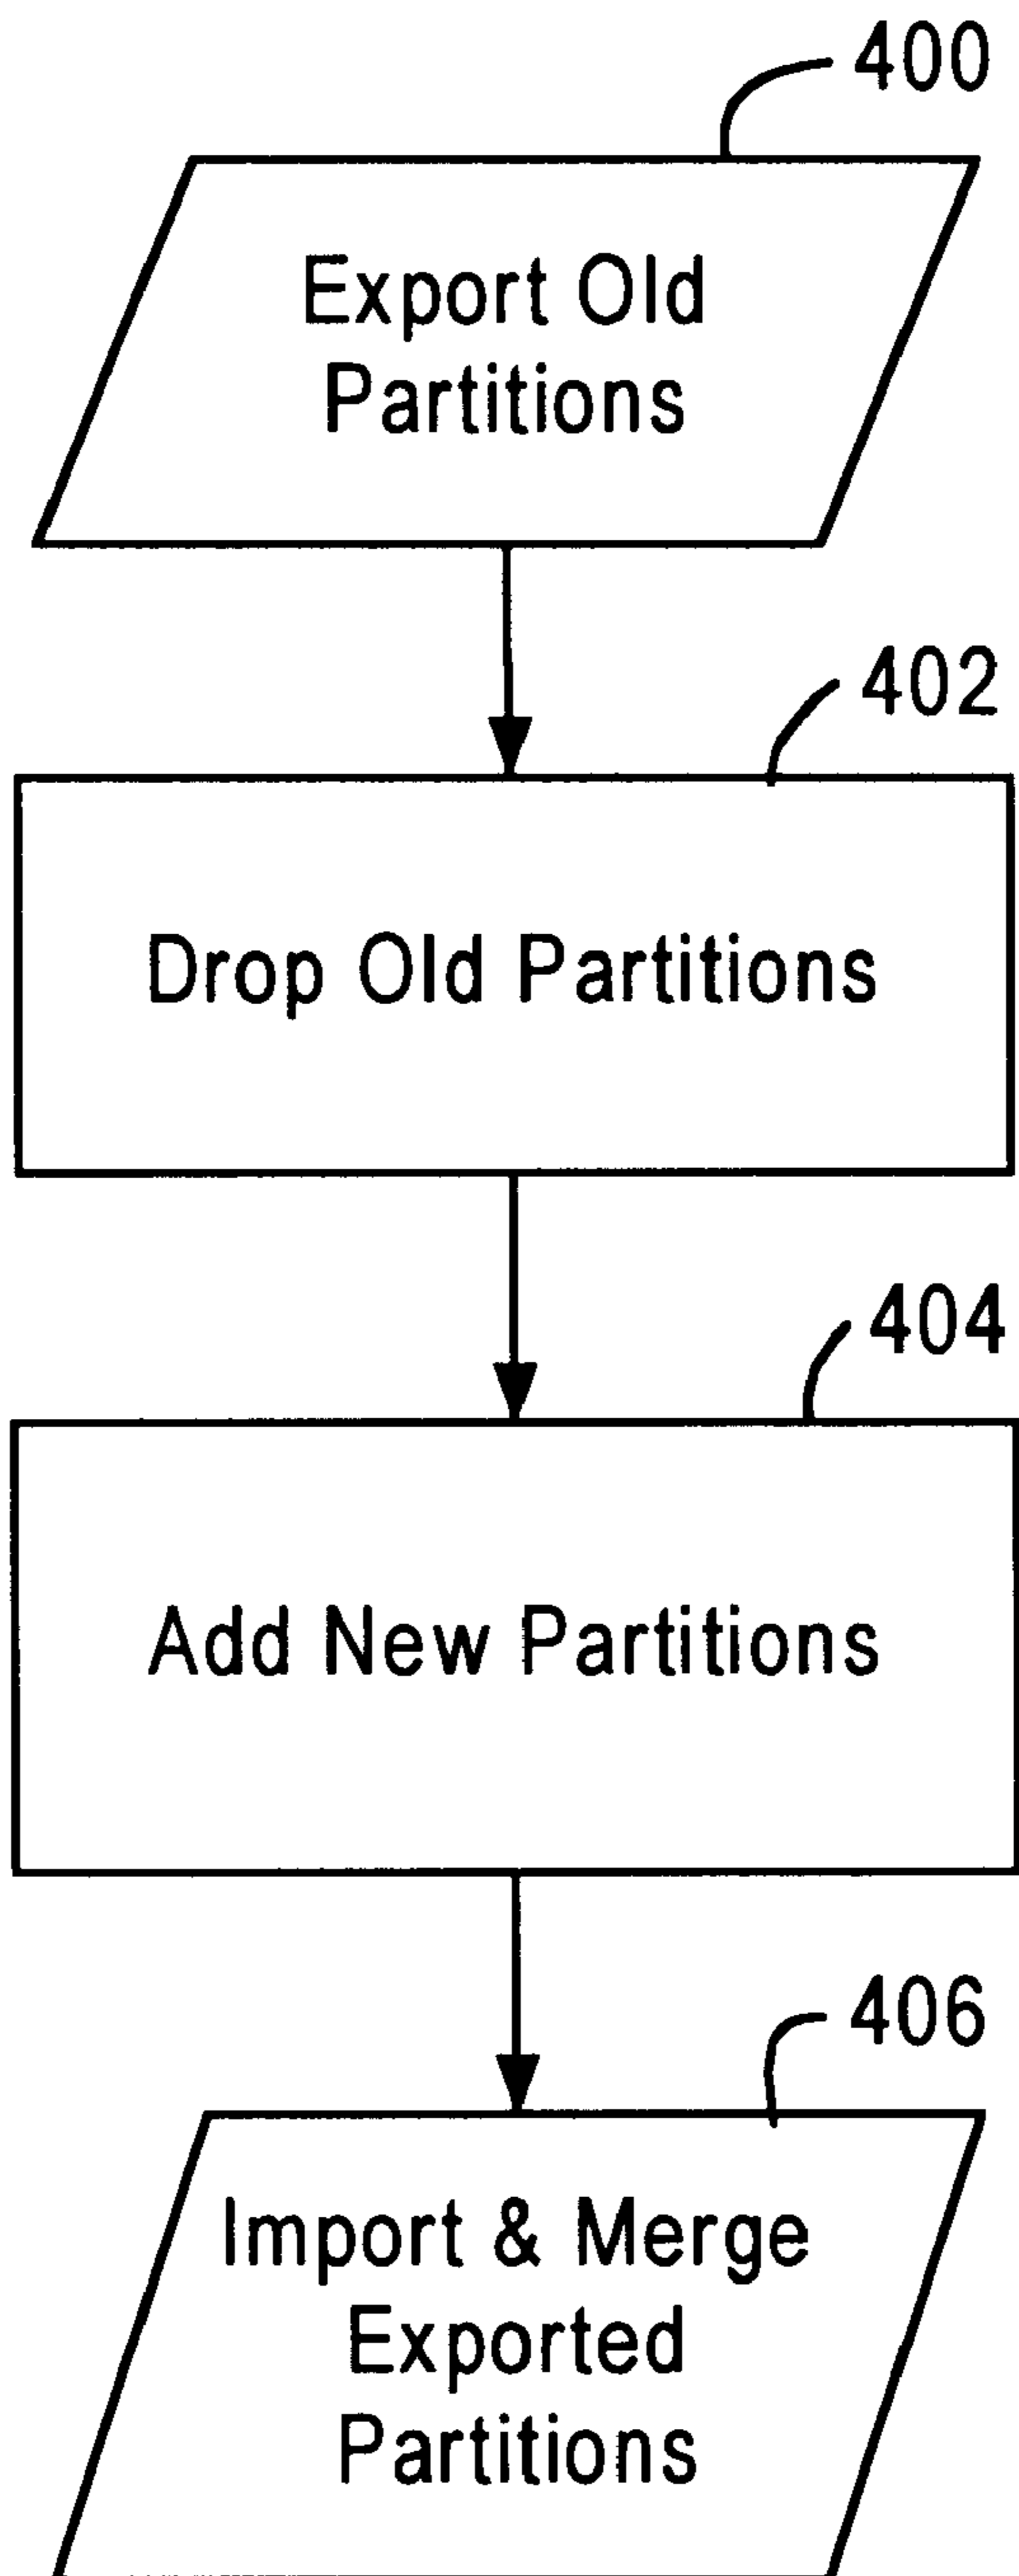 400
Export Old
Partitions
402
Drop Old Partitions
404
Add New Partitions
406
Import & Merge
Exported
Partitions